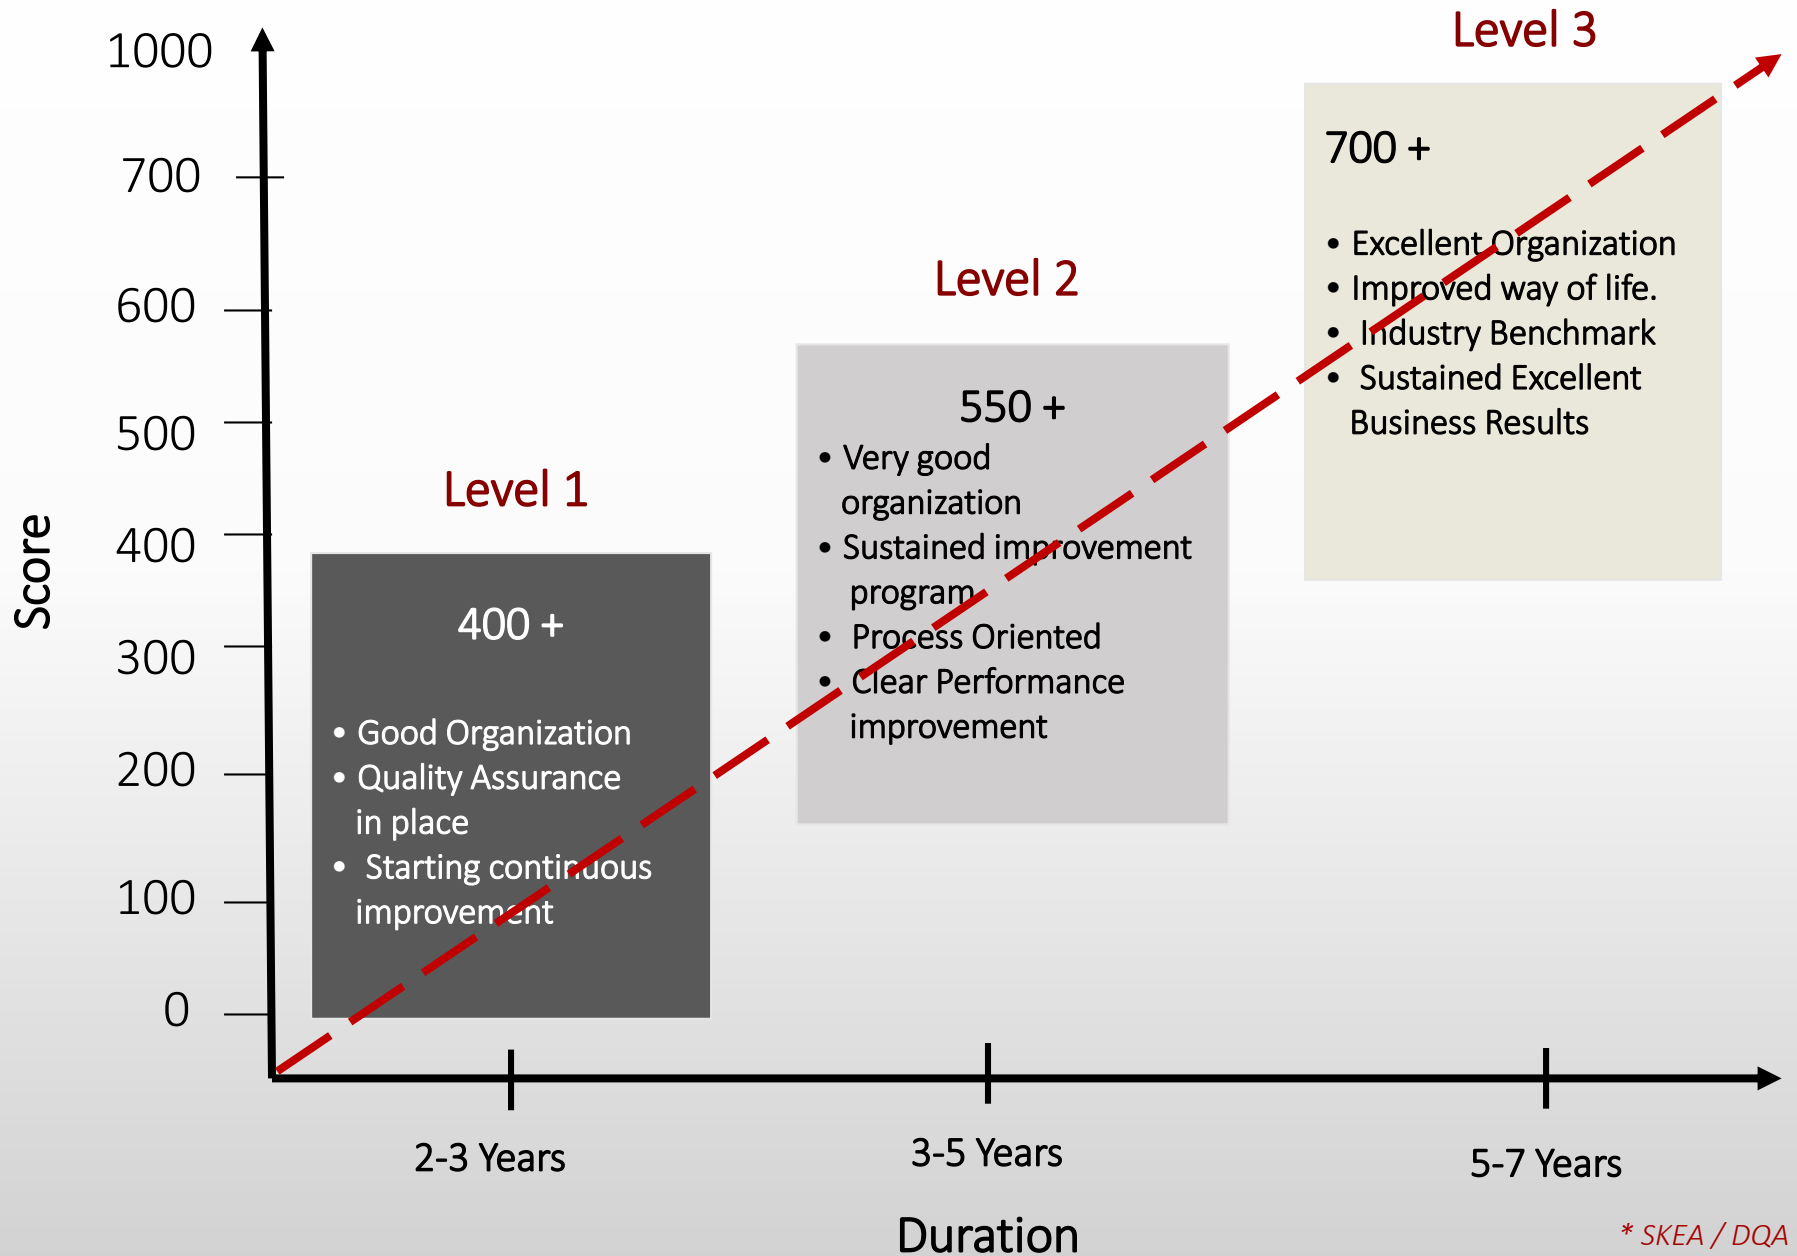 Level 3
1000
700 +
700
• Excellent Organization
Level 2
• Improved way of life.
600
• Industry Benchmark
• Sustained Excellent
Business Results
550 +
500
• Very good
organization
Level 1
• Sustained improvement
program
400
Score
400 +
• Process Oriented
300
• Clear Performance
improvement
• Good Organization
200
• Quality Assurance
in place
• Starting continuous
improvement
100
0
2-3 Years
3-5 Years
5-7 Years
Duration
* SKEA / DQA